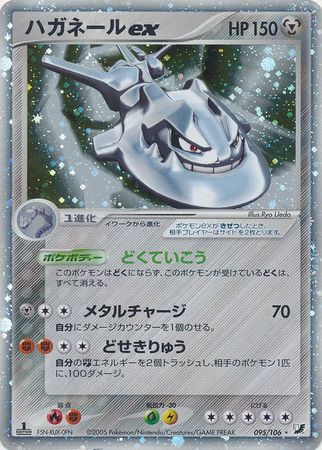 ハガネールex HP150
Illus.Ryo Ueda
1進化 イワークから進化
ポケモンexがきぜつしたとき、
相手プレイヤーはサイドを2枚とります。
ポケボディー どくていこう
このポケモンはどくにならず、このポケモンが受けているどくは、
すべて消える。
メタルチャージ 70
自分にダメージカウンターを1個のせる。
どせきりゅう
自分のエネルギーを2個トラッシュし、相手のポケモン1匹
に、100ダメージ。
弱点 抵抗力 -30 にげる
1 EDITION F5N-XUX-0FN ©2005 Pokémon/Nintendo/Creatures/GAME FREAK 095/106 ★